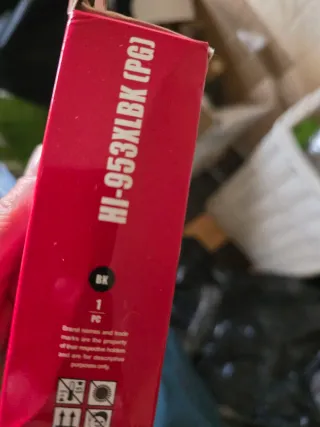 HI-953XLBK (PG)
BK
1
PC
Brand names and trade
marks are the property
of their respective holders
and are for descriptive
purposes only.